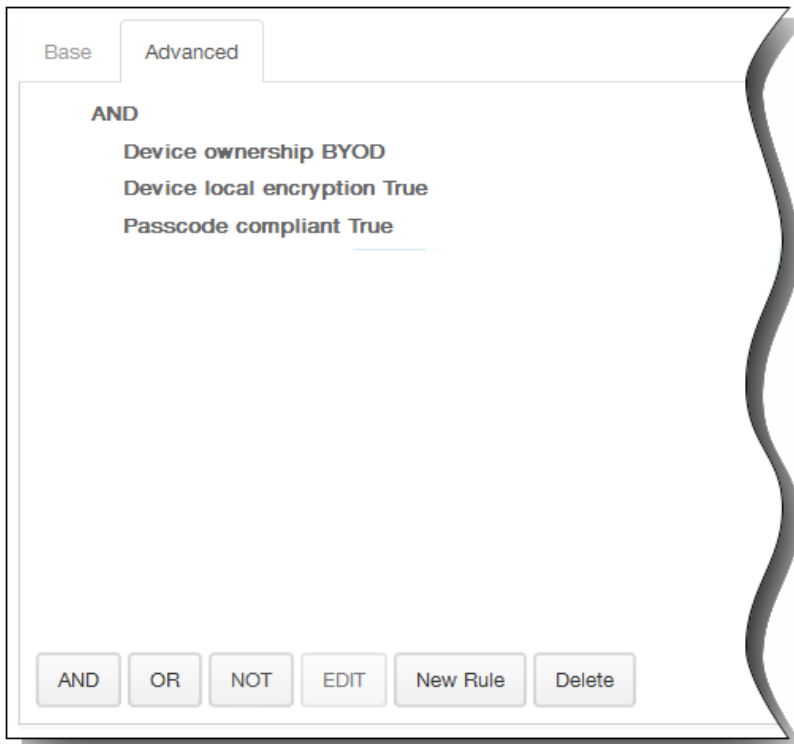 Base Advanced
AND
Device ownership BYOD
Device local encryption True
Passcode compliant True
AND OR NOT EDIT New Rule Delete